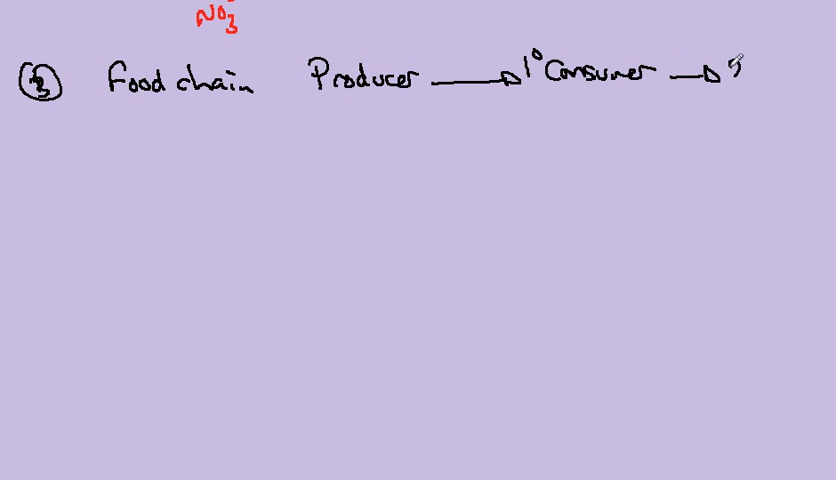 NO3
③ Food chain Producer → 1° Consumer →